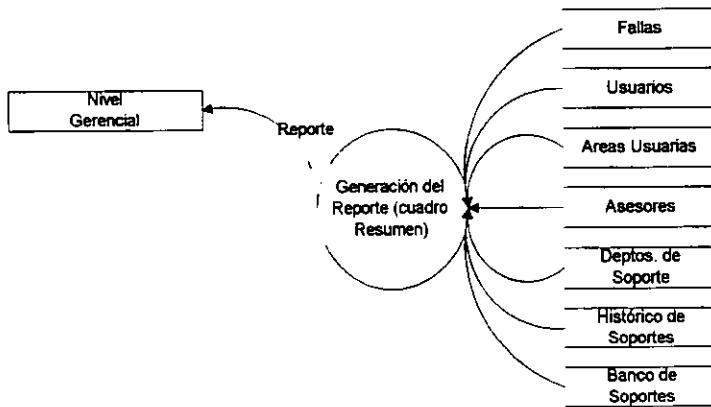 Fallas
Nivel
Gerencial
Usuarios
Reporte
Areas Usuarias
Generación del
Reporte (cuadro
Resumen)
Asesores
Deptos. de
Soporte
Histórico de
Soportes
Banco de
Soportes